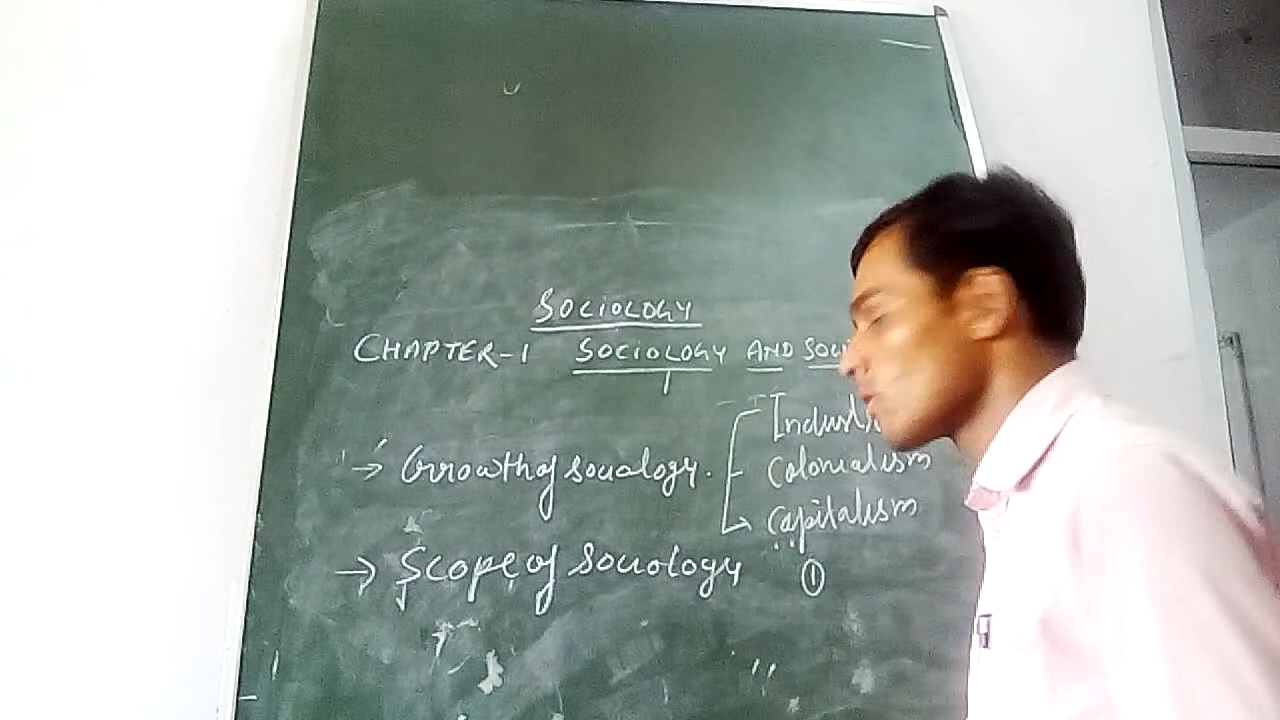 SOCIOLOGY
CHAPTER-1 SOCIOLOGY AND
→ Growth of sociology.
Colonialism
Capitalism
→ Scope of Sociology ①